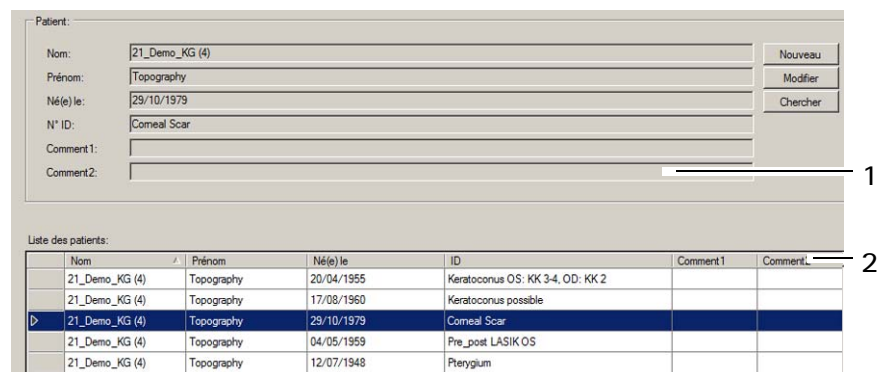 Patient:
Nom: 21_Demo_KG (4) Nouveau
Prénom: Topography Modifier
Né(e) le: 29/10/1979 Chercher
N° ID: Corneal Scar
Comment1:
Comment2:
1
Liste des patients:
Nom Prénom Né(e) le ID Comment1 Comment2
2
21_Demo_KG (4) Topography 20/04/1955 Keratoconus OS: KK 3-4, OD: KK 2
21_Demo_KG (4) Topography 17/08/1960 Keratoconus possible
21_Demo_KG (4) Topography 29/10/1979 Corneal Scar
21_Demo_KG (4) Topography 04/05/1959 Pre_post LASIK OS
21_Demo_KG (4) Topography 12/07/1948 Pterygium